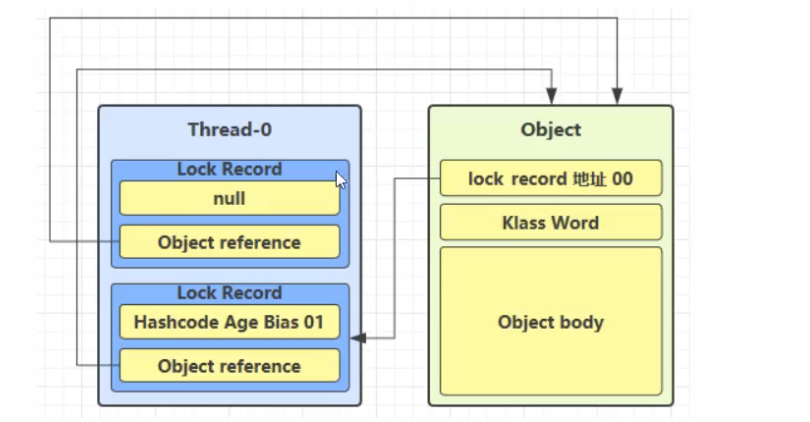 Thread-0
Lock Record
null
Object reference
Lock Record
Hashcode Age Bias 01
Object reference
Object
lock record 地址 00
Klass Word
Object body